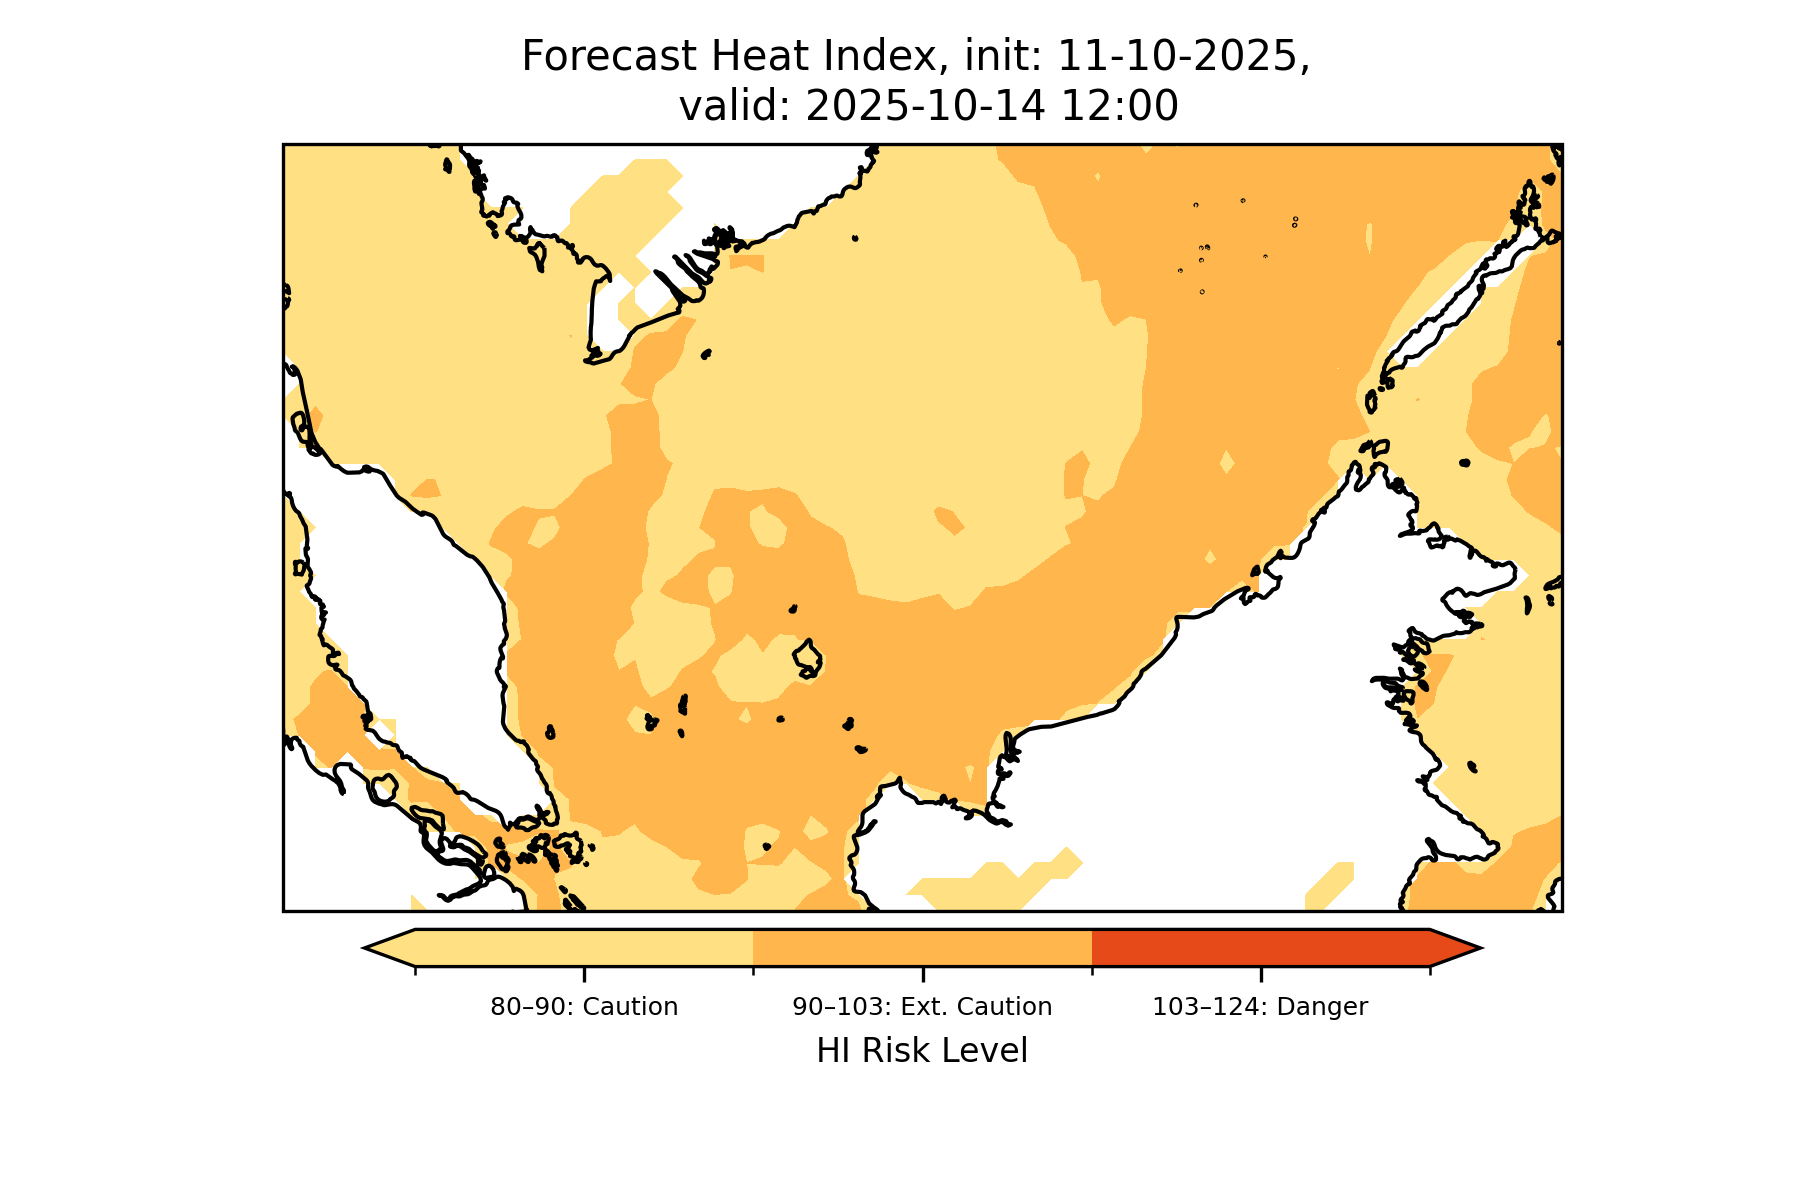 Forecast Heat Index, init: 11-10-2025,
valid: 2025-10-14 12:00
80–90: Caution
90–103: Ext. Caution
103–124: Danger
HI Risk Level